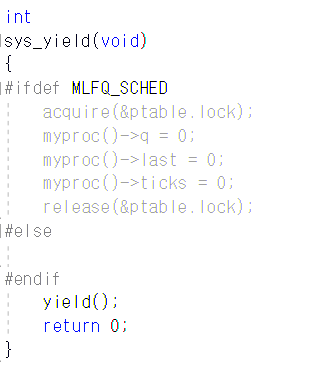 int
sys_yield(void)
{
#ifdef MLFQ_SCHED
    acquire(&ptable.lock);
    myproc()->q = 0;
    myproc()->last = 0;
    myproc()->ticks = 0;
    release(&ptable.lock);
#else

#endif
    yield();
    return 0;
}